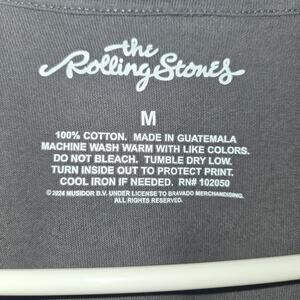 the
Rolling Stones
M
100% COTTON. MADE IN GUATEMALA
MACHINE WASH WARM WITH LIKE COLORS.
DO NOT BLEACH. TUMBLE DRY LOW.
TURN INSIDE OUT TO PROTECT PRINT.
COOL IRON IF NEEDED. RN# 102050
© 2024 MUSIDOR B.V. UNDER LICENSE TO BRAVADO MERCHANDISING.
ALL RIGHTS RESERVED.